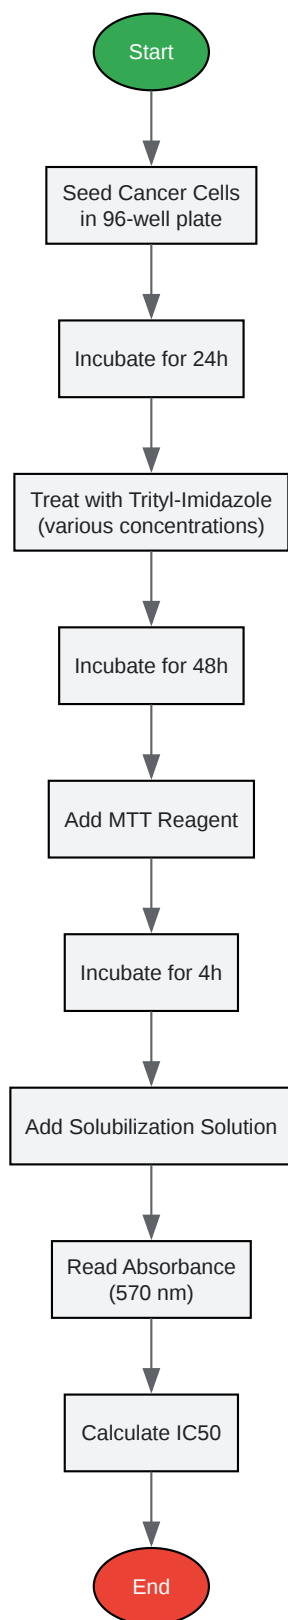 Start
Seed Cancer Cells
in 96-well plate
Incubate for 24h
Treat with Trityl-Imidazole
(various concentrations)
Incubate for 48h
Add MTT Reagent
Incubate for 4h
Add Solubilization Solution
Read Absorbance
(570 nm)
Calculate IC50
End